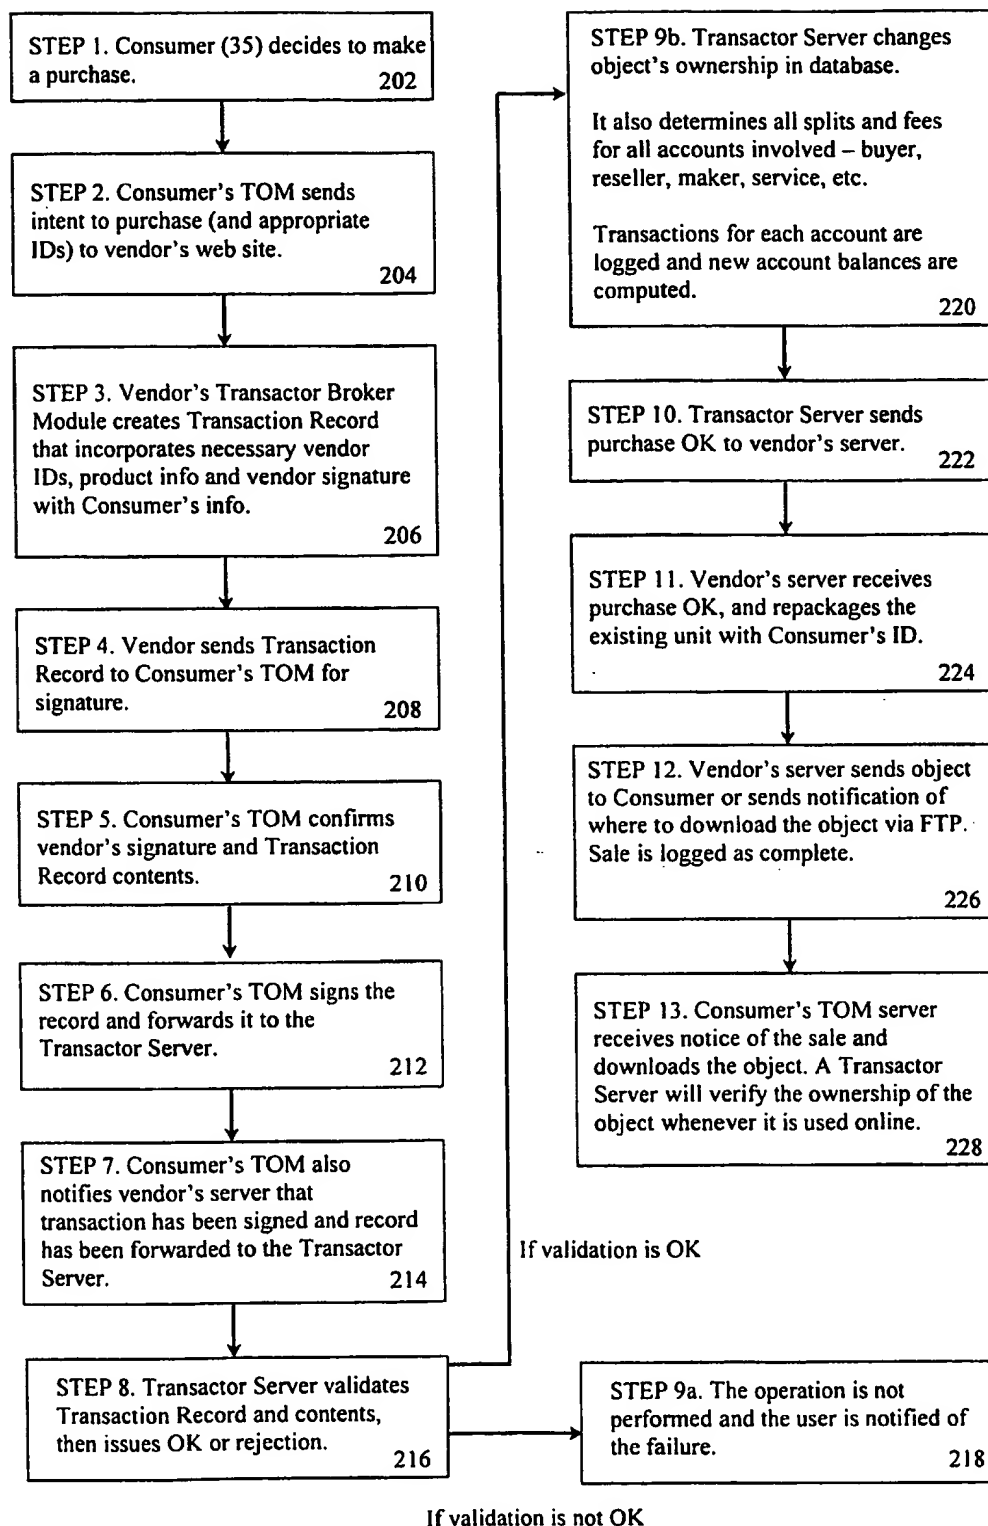 STEP 1. Consumer (35) decides to make
a purchase.
202
STEP 2. Consumer's TOM sends
intent to purchase (and appropriate
IDs) to vendor's web site.
204
STEP 3. Vendor's Transactor Broker
Module creates Transaction Record
that incorporates necessary vendor
IDs, product info and vendor signature
with Consumer's info.
206
STEP 4. Vendor sends Transaction
Record to Consumer's TOM for
signature.
208
STEP 5. Consumer's TOM confirms
vendor's signature and Transaction
Record contents.
210
STEP 6. Consumer's TOM signs the
record and forwards it to the
Transactor Server.
212
STEP 7. Consumer's TOM also
notifies vendor's server that
transaction has been signed and record
has been forwarded to the Transactor
Server.
214
STEP 8. Transactor Server validates
Transaction Record and contents,
then issues OK or rejection.
216
If validation is OK
If validation is not OK
STEP 9a. The operation is not
performed and the user is notified of
the failure.
218
STEP 9b. Transactor Server changes
object's ownership in database.
It also determines all splits and fees
for all accounts involved – buyer,
reseller, maker, service, etc.
Transactions for each account are
logged and new account balances are
computed.
220
STEP 10. Transactor Server sends
purchase OK to vendor's server.
222
STEP 11. Vendor's server receives
purchase OK, and repackages the
existing unit with Consumer's ID.
224
STEP 12. Vendor's server sends object
to Consumer or sends notification of
where to download the object via FTP.
Sale is logged as complete.
226
STEP 13. Consumer's TOM server
receives notice of the sale and
downloads the object. A Transactor
Server will verify the ownership of the
object whenever it is used online.
228